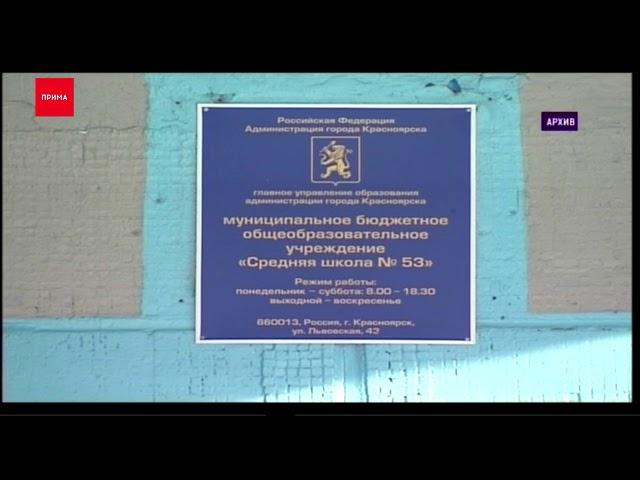 ПРИМА
АРХИВ
Российская Федерация
Администрация города Красноярска
главное управление образования
администрации города Красноярска
муниципальное бюджетное
общеобразовательное
учреждение
«Средняя школа № 53»
Режим работы:
понедельник – суббота: 8.00 – 18.30
выходной – воскресенье
660013, Россия, г. Красноярск,
ул. Львовская, 43